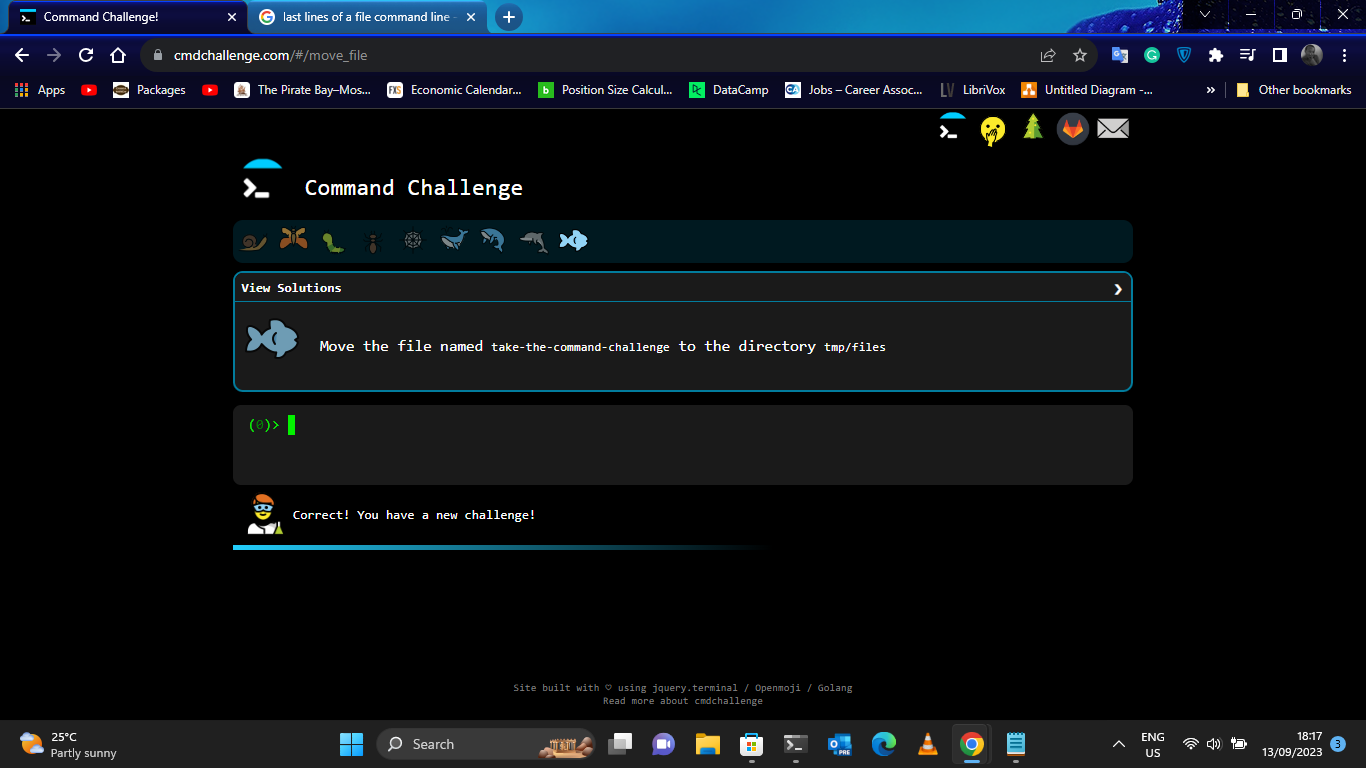 Command Challenge!
last lines of a file command line -
cmdchallenge.com/#/move_file
Apps
Packages
The Pirate Bay–Mos...
FXS
Economic Calendar...
b
Position Size Calcul...
DataCamp
CA
Jobs – Career Assoc...
LV
LibriVox
Untitled Diagram -...
»
Other bookmarks
Command Challenge
View Solutions
Move the file named take-the-command-challenge to the directory tmp/files
(0)>
Correct! You have a new challenge!
Site built with ♡ using jquery.terminal / Openmoji / Golang
Read more about cmdchallenge
25°C
Partly sunny
Search
PRE
ENG
US
18:17
13/09/2023
3